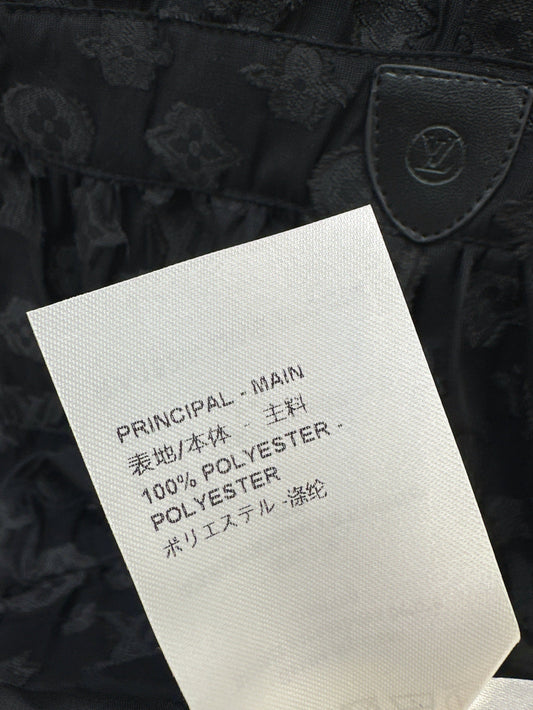 LV
PRINCIPAL - MAIN
表地/本体 - 主料
100% POLYESTER -
POLYESTER
ポリエステル -涤纶